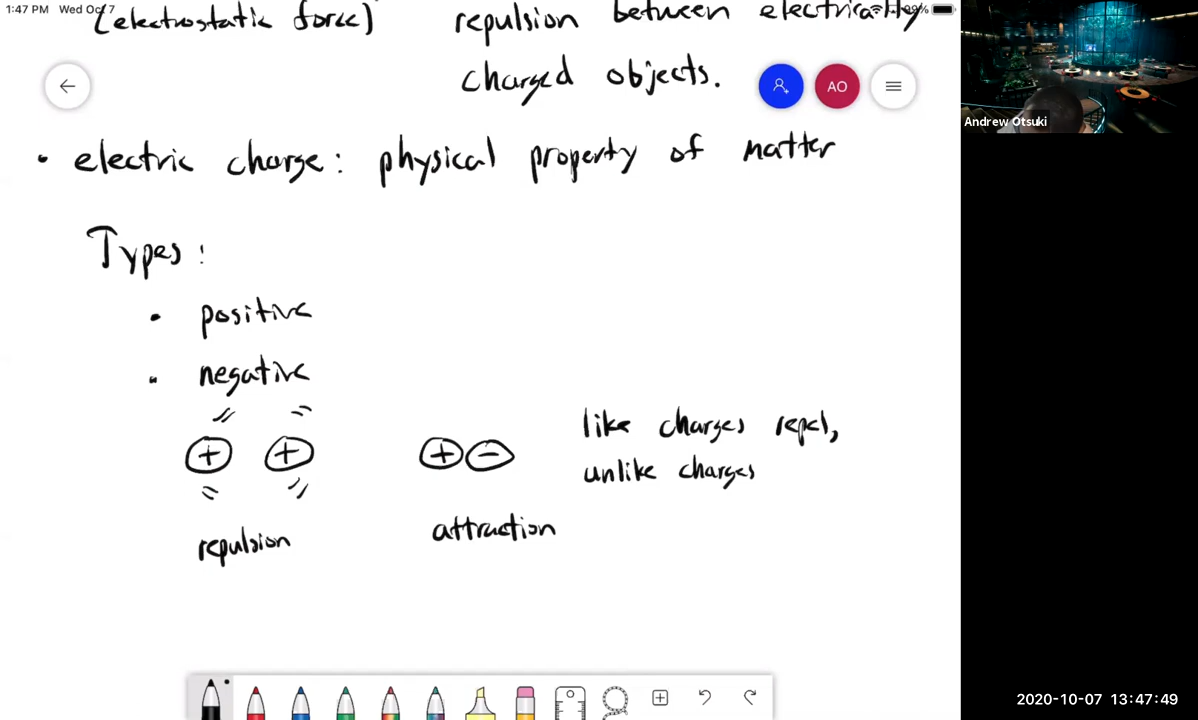 1:47 PM Wed Oct 7
99%
(electrostatic force) repulsion between electrically
charged objects.
AO
Andrew Otsuki
• electric charge: physical property of matter
Types:
• positive
• negative
+ + + - like charges repel,
unlike charges
repulsion attraction
2020-10-07 13:47:49